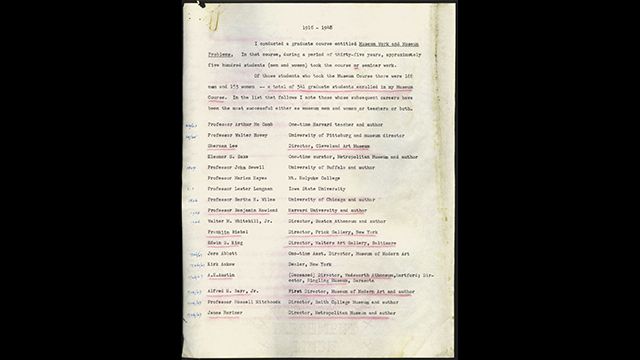 1916 - 1948
I conducted a graduate course entitled Museum Work and Museum
Problems. In that course, during a period of thirty-five years, approximately
five hundred students (men and women) took the course or seminar work.
Of those students who took the Museum Course there were 188
men and 153 women -- a total of 341 graduate students enrolled in my Museum
Course. In the list that follows I note those whose subsequent careers have
been the most successful either as museum men and women or teachers or both.
Professor Arthur Mc Comb One-time Harvard teacher and author
Professor Walter Hovey University of Pittsburg and museum director
Sherman Lee Director, Cleveland Art Museum
Eleanor S. One-time curator, Metropolitan Museum and author
Professor John Sewell University of Buffalo and author
Professor Marian Hayes Mt. Holyoke College
Professor Lester Longman Iowa State University
Professor Bertha H. Wiles University of Chicago and author
Professor Benjamin Rowland Harvard University and author
Walter M. Whitehill, Jr. Director, Boston Athenaeum and author
Franklin Biebel Director, Frick Gallery, New York
Edwin S. King Director, Walters Art Gallery, Baltimore
Jere Abbott One-time Asst. Director, Museum of Modern Art
Kirk Askew Dealer, New York
A.E.Austin (Deceased) Director, Wadsworth Athenaeum,Hartford; Dir-
ector, Ringling Museum, Sarasota
Alfred H. Barr, Jr. First Director, Museum of Modern Art and author
Professor Russell Hitchcock Director, Smith College Museum and author
James Rorimer Director, Metropolitan Museum and author